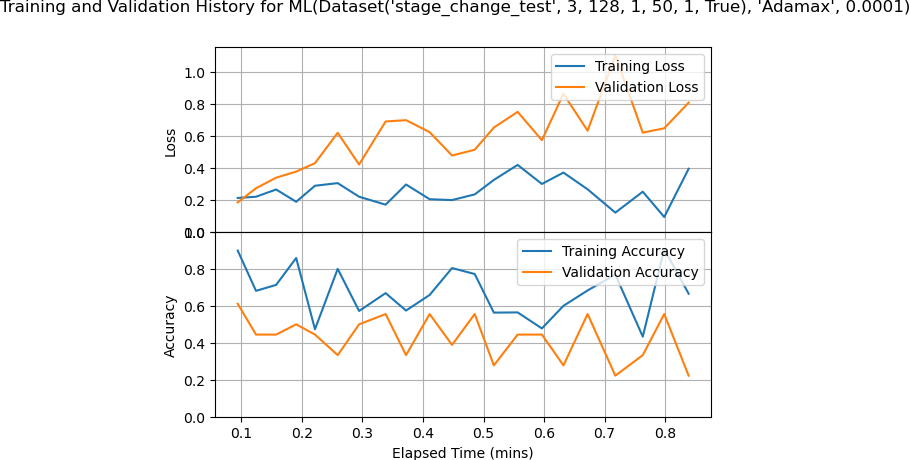 Training and Validation History for ML(Dataset('stage_change_test', 3, 128, 1, 50, 1, True), 'Adamax', 0.0001)
Training Loss
Validation Loss
Loss
1.0
0.8
0.6
0.4
0.2
0.0
1.0
Training Accuracy
Validation Accuracy
Accuracy
0.8
0.6
0.4
0.2
0.0
0.1 0.2 0.3 0.4 0.5 0.6 0.7 0.8
Elapsed Time (mins)